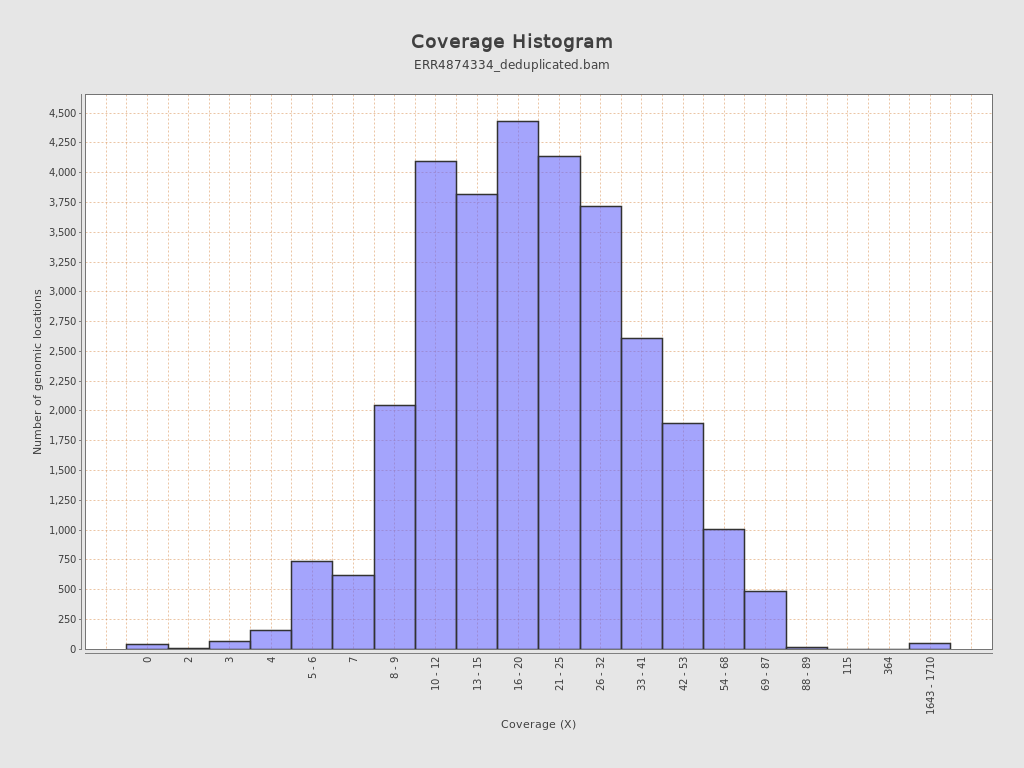 Coverage Histogram
ERR4874334_deduplicated.bam
Number of genomic locations
4,500
4,250
4,000
3,750
3,500
3,250
3,000
2,750
2,500
2,250
2,000
1,750
1,500
1,250
1,000
750
500
250
0
0
2
3
4
5 - 6
7
8 - 9
10 - 12
13 - 15
16 - 20
21 - 25
26 - 32
33 - 41
42 - 53
54 - 68
69 - 87
88 - 89
115
364
1643 - 1710
Coverage (X)